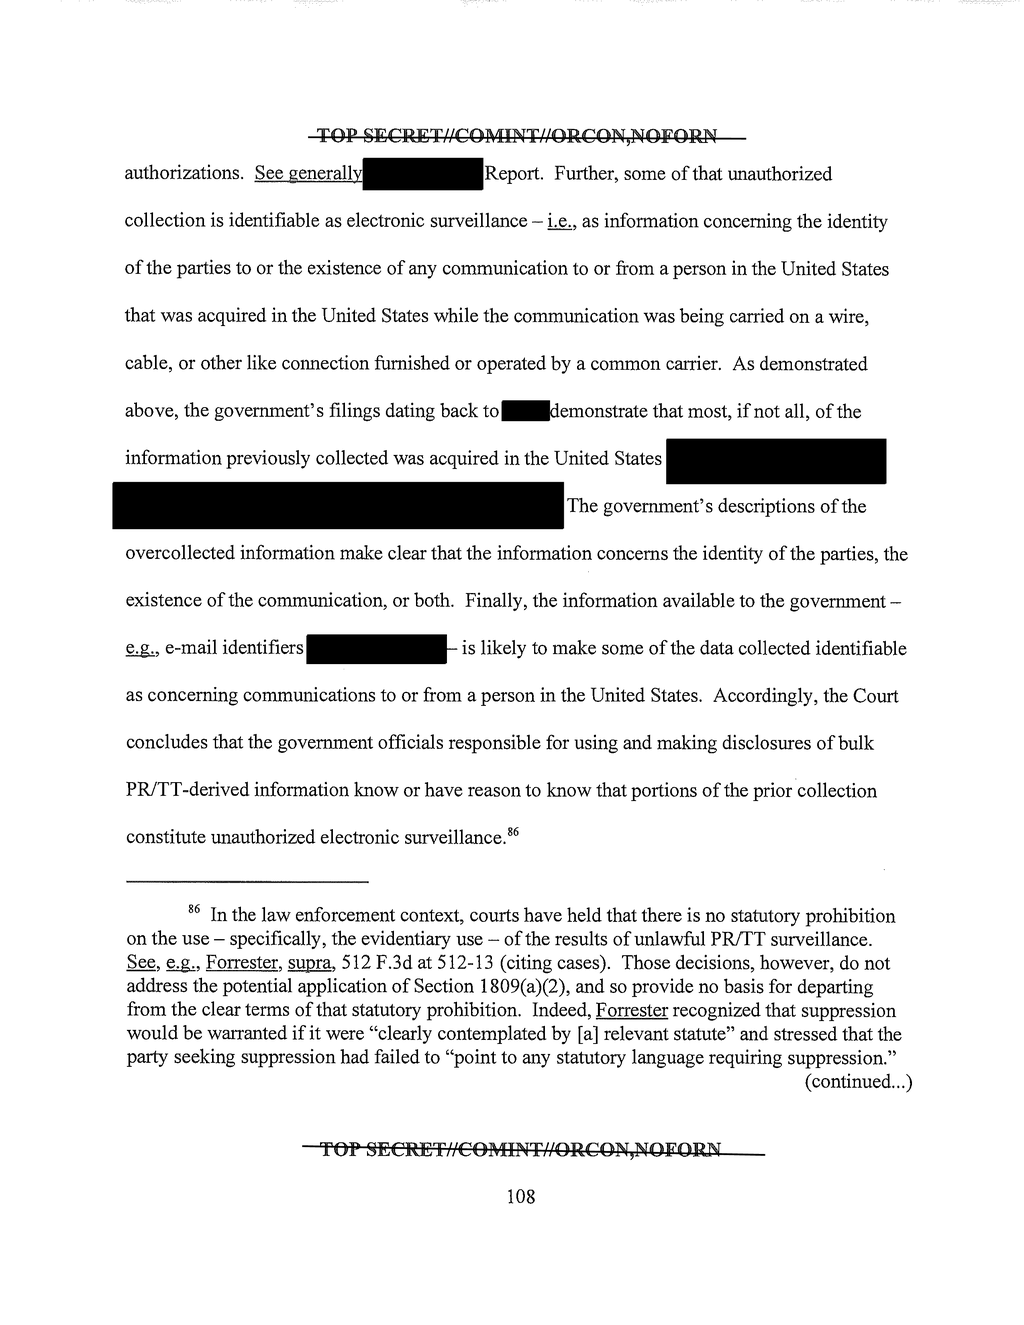 TOP SECRET//COMINT//ORCON,NOFORN
authorizations. See generally Report. Further, some of that unauthorized
collection is identifiable as electronic surveillance – i.e., as information concerning the identity
of the parties to or the existence of any communication to or from a person in the United States
that was acquired in the United States while the communication was being carried on a wire,
cable, or other like connection furnished or operated by a common carrier. As demonstrated
above, the government's filings dating back to demonstrate that most, if not all, of the
information previously collected was acquired in the United States
The government's descriptions of the
overcollected information make clear that the information concerns the identity of the parties, the
existence of the communication, or both. Finally, the information available to the government –
e.g., e-mail identifiers – is likely to make some of the data collected identifiable
as concerning communications to or from a person in the United States. Accordingly, the Court
concludes that the government officials responsible for using and making disclosures of bulk
PR/TT-derived information know or have reason to know that portions of the prior collection
constitute unauthorized electronic surveillance.86
86 In the law enforcement context, courts have held that there is no statutory prohibition
on the use – specifically, the evidentiary use – of the results of unlawful PR/TT surveillance.
See, e.g., Forrester, supra, 512 F.3d at 512-13 (citing cases). Those decisions, however, do not
address the potential application of Section 1809(a)(2), and so provide no basis for departing
from the clear terms of that statutory prohibition. Indeed, Forrester recognized that suppression
would be warranted if it were "clearly contemplated by [a] relevant statute" and stressed that the
party seeking suppression had failed to "point to any statutory language requiring suppression."
(continued...)
TOP SECRET//COMINT//ORCON,NOFORN
108